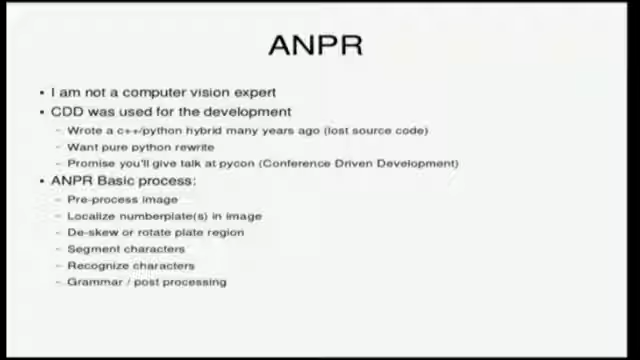 ANPR
• I am not a computer vision expert
• CDD was used for the development
– Wrote a c++/python hybrid many years ago (lost source code)
– Want pure python rewrite
– Promise you'll give talk at pycon (Conference Driven Development)
• ANPR Basic process:
– Pre-process image
– Localize numberplate(s) in image
– De-skew or rotate plate region
– Segment characters
– Recognize characters
– Grammar / post processing